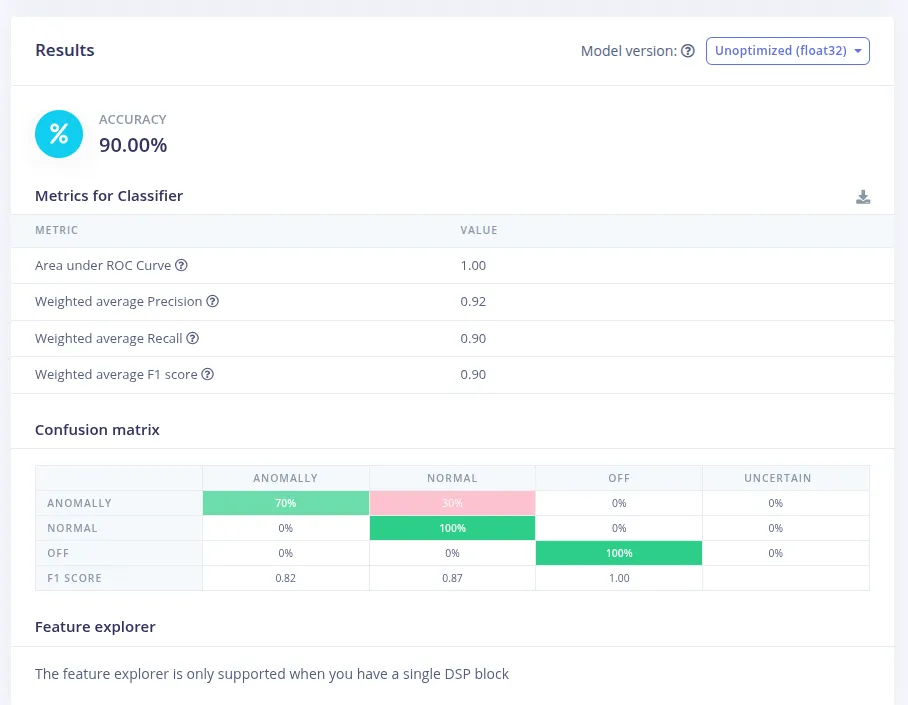 Results
Model version: Unoptimized (float32)
%
ACCURACY
90.00%
Metrics for Classifier
METRIC VALUE
Area under ROC Curve ? 1.00
Weighted average Precision ? 0.92
Weighted average Recall ? 0.90
Weighted average F1 score ? 0.90
Confusion matrix
ANOMALLY NORMAL OFF UNCERTAIN
ANOMALLY 70% 30% 0% 0%
NORMAL 0% 100% 0% 0%
OFF 0% 0% 100% 0%
F1 SCORE 0.82 0.87 1.00
Feature explorer
The feature explorer is only supported when you have a single DSP block